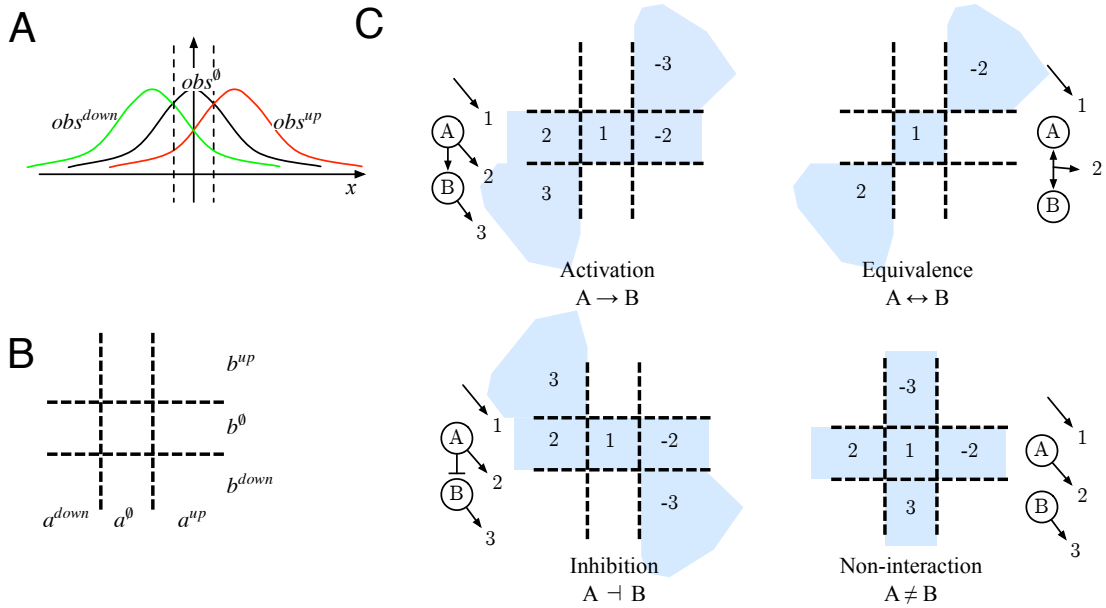 A
obs^∅
obs^down
obs^up
x
B
b^up
b^∅
b^down
a^down
a^∅
a^up
C
1
A
2
B
3
-3
2
1
-2
3
Activation
A → B
-2
1
2
1
A
2
B
Equivalence
A ↔ B
1
A
2
B
3
3
2
1
-2
-3
Inhibition
A ⊣ B
-3
2
1
-2
3
1
A
2
B
3
Non-interaction
A ≠ B